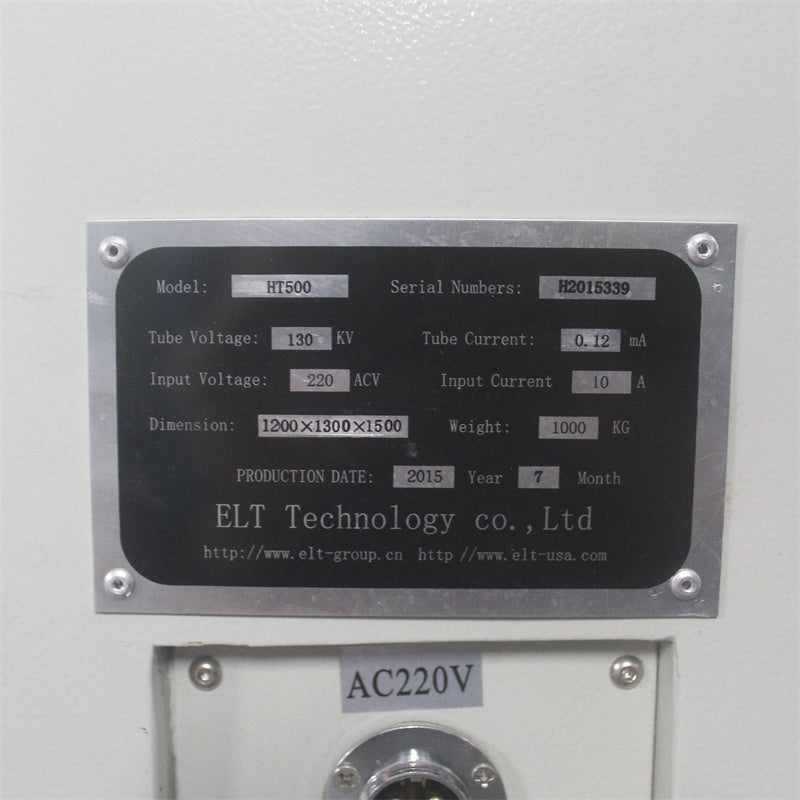 Model: HT500 Serial Numbers: H2015339
Tube Voltage: 130 KV Tube Current: 0.12 mA
Input Voltage: 220 ACV Input Current 10 A
Dimension: 1200×1300×1500 Weight: 1000 KG
PRODUCTION DATE: 2015 Year 7 Month
ELT Technology co.,Ltd
http://www.elt-group.cn http //www.elt-usa.com
AC220V